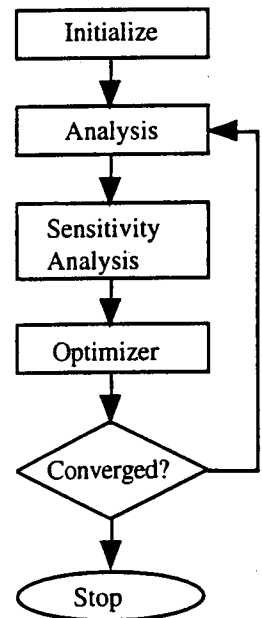 Initialize
Analysis
Sensitivity
Analysis
Optimizer
Converged?
Stop